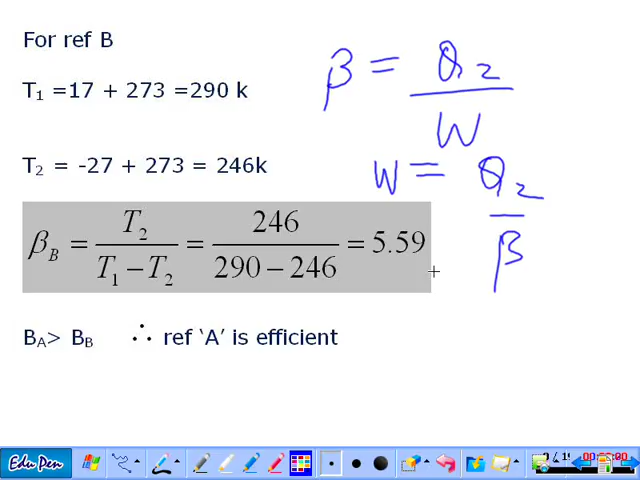 For ref B
β = Q₂ / W
T₁ =17 + 273 =290 k
T₂ = -27 + 273 = 246k
W = Q₂ / β
β_B = T₂ / (T₁ − T₂) = 246 / (290 − 246) = 5.59
B_A> B_B ∴ ref ‘A’ is efficient
Edu Pen